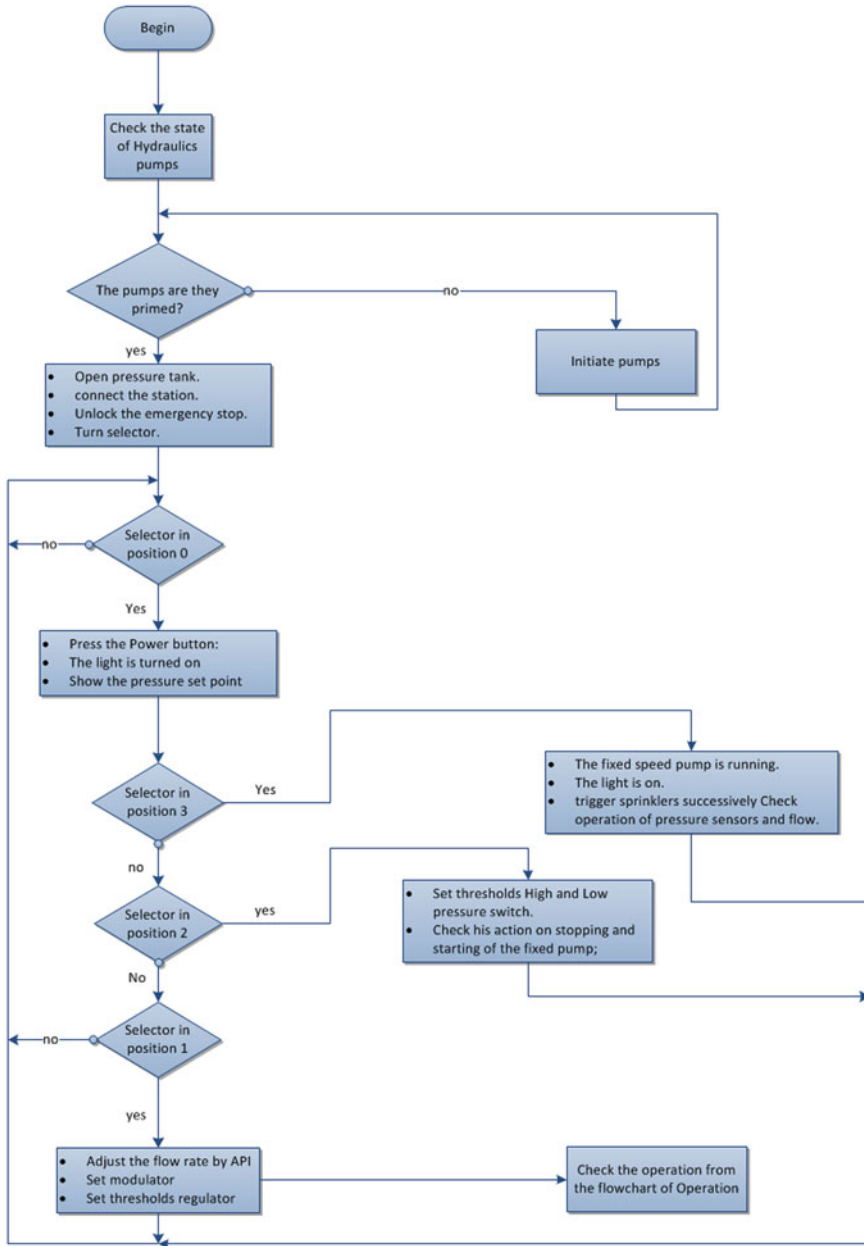 Begin
Check the state
of Hydraulics
pumps
The pumps are they
primed?
no
Initiate pumps
yes
• Open pressure tank.
• connect the station.
• Unlock the emergency stop.
• Turn selector.
Selector in
position 0
no
Yes
• Press the Power button:
• The light is turned on
• Show the pressure set point
Selector in
position 3
Yes
• The fixed speed pump is running.
• The light is on.
• trigger sprinklers successively Check
operation of pressure sensors and flow.
no
Selector in
position 2
yes
• Set thresholds High and Low
pressure switch.
• Check his action on stopping and
starting of the fixed pump;
No
Selector in
position 1
no
yes
• Adjust the flow rate by API
• Set modulator
• Set thresholds regulator
Check the operation from
the flowchart of Operation